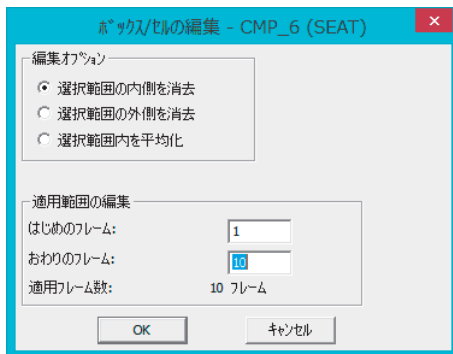 ﾎﾞｯｸｽ/ｾﾙの編集 - CMP_6 (SEAT)
編集ｵﾌﾟｼｮﾝ
選択範囲の内側を消去
選択範囲の外側を消去
選択範囲内を平均化
適用範囲の編集
はじめのﾌﾚｰﾑ: 1
おわりのﾌﾚｰﾑ: 10
適用ﾌﾚｰﾑ数: 10 ﾌﾚｰﾑ
OK ｷｬﾝｾﾙ